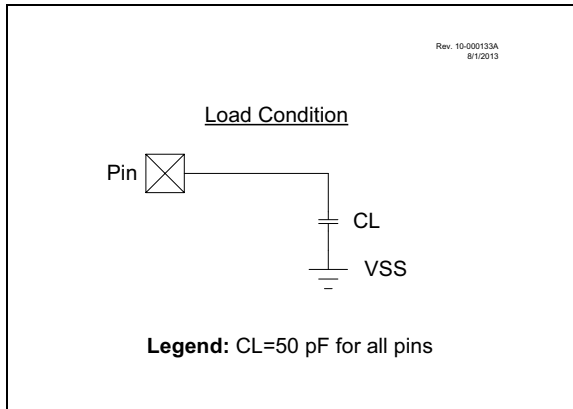 Rev. 10-000133A
8/1/2013
Load Condition
Pin
CL
VSS
Legend: CL=50 pF for all pins